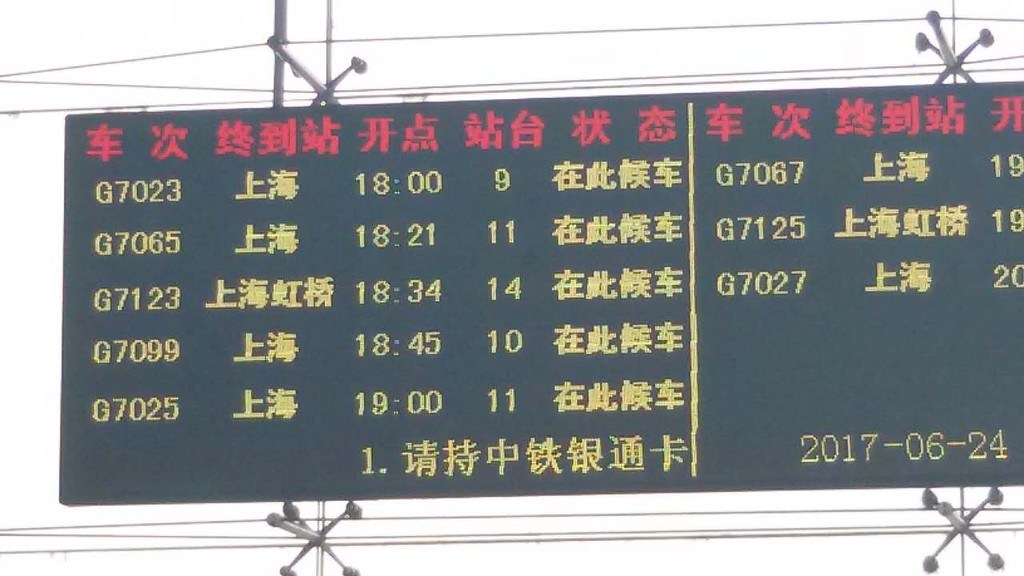 车 次 终到站 开点 站台 状 态
G7023 上海 18:00 9 在此候车
G7065 上海 18:21 11 在此候车
G7123 上海虹桥 18:34 14 在此候车
G7099 上海 18:45 10 在此候车
G7025 上海 19:00 11 在此候车
1.请持中铁银通卡
车 次 终到站 开
G7067 上海 19
G7125 上海虹桥 19
G7027 上海 20
2017-06-24